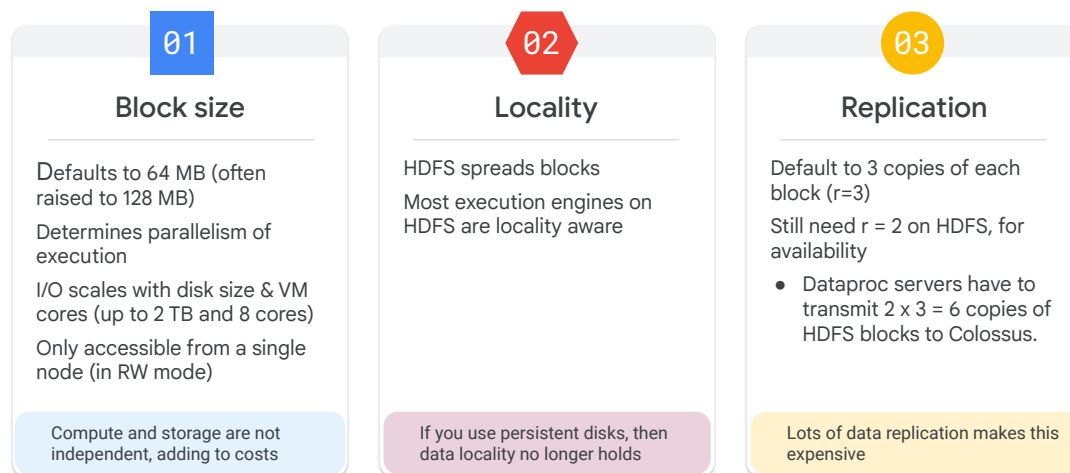 01
Block size
Defaults to 64 MB (often
raised to 128 MB)
Determines parallelism of
execution
I/O scales with disk size & VM
cores (up to 2 TB and 8 cores)
Only accessible from a single
node (in RW mode)
Compute and storage are not
independent, adding to costs
02
Locality
HDFS spreads blocks
Most execution engines on
HDFS are locality aware
If you use persistent disks, then
data locality no longer holds
03
Replication
Default to 3 copies of each
block (r=3)
Still need r = 2 on HDFS, for
availability
● Dataproc servers have to
transmit 2 x 3 = 6 copies of
HDFS blocks to Colossus.
Lots of data replication makes this
expensive